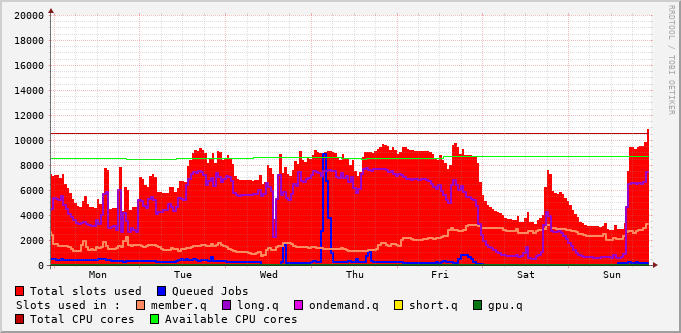 RRDTOOL / TOBI OETIKER
20000
18000
16000
14000
12000
10000
8000
6000
4000
2000
0
Mon Tue Wed Thu Fri Sat Sun
Total slots used Queued Jobs
Slots used in : member.q long.q ondemand.q short.q gpu.q
Total CPU cores Available CPU cores